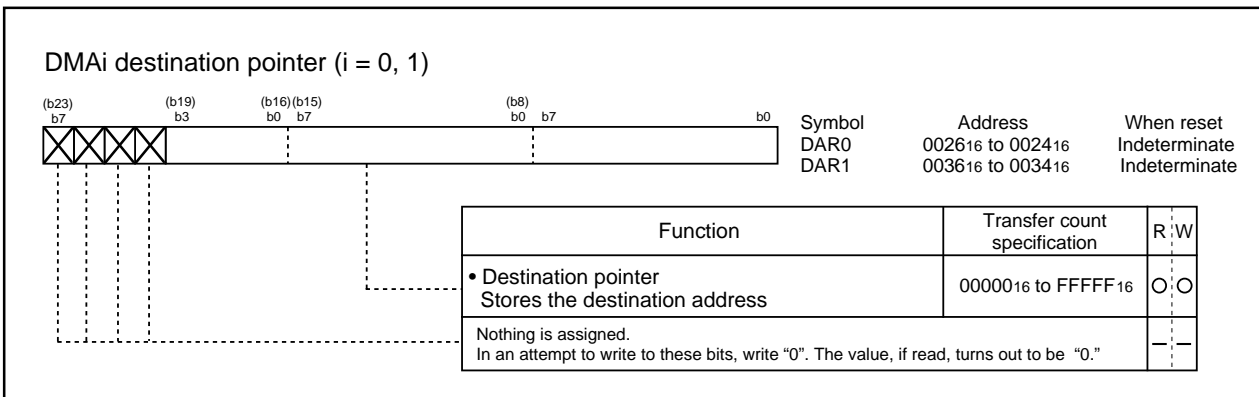 DMAi destination pointer (i = 0, 1)
(b23) (b19) (b16)(b15) (b8)
b7 b3 b0 b7 b0 b7 b0
Symbol Address When reset
DAR0 002616 to 002416 Indeterminate
DAR1 003616 to 003416 Indeterminate
Function Transfer count specification R W
• Destination pointer
Stores the destination address 0000016 to FFFFF16 O O
Nothing is assigned.
In an attempt to write to these bits, write “0”. The value, if read, turns out to be “0.” – –